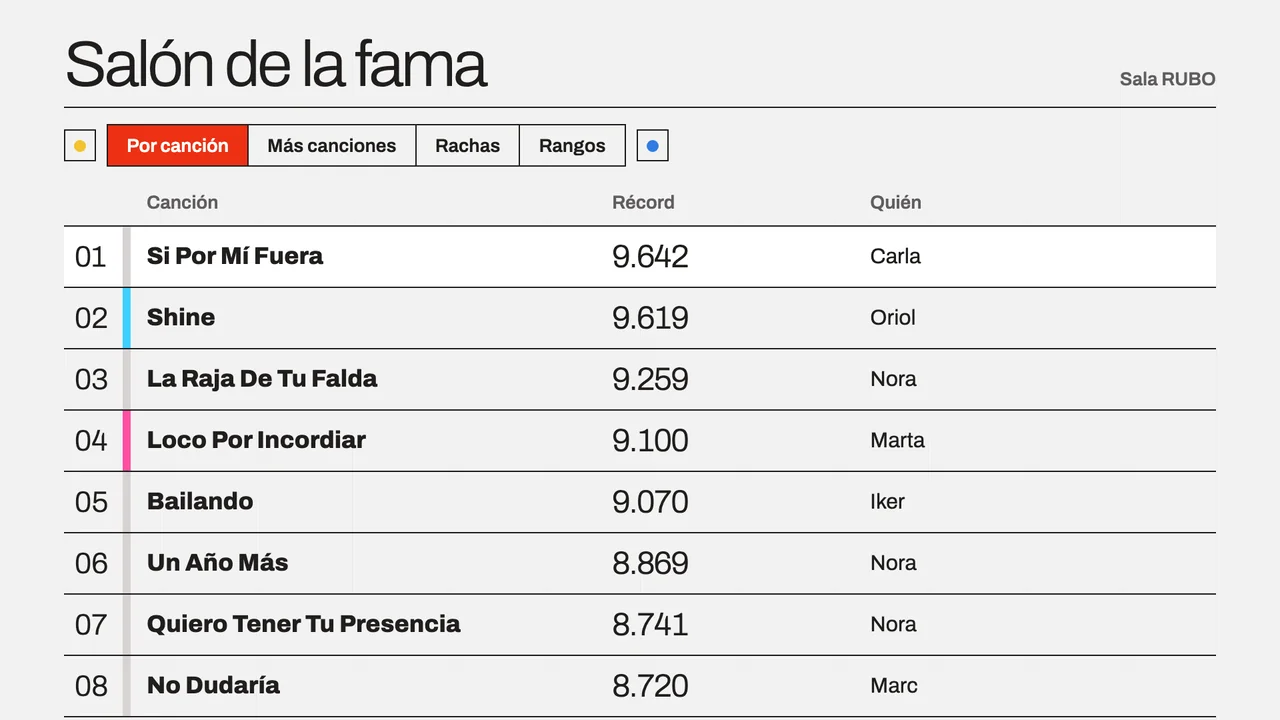 Salón de la fama
Sala RUBO
Por canción Más canciones Rachas Rangos
Canción Récord Quién
01 Si Por Mí Fuera 9.642 Carla
02 Shine 9.619 Oriol
03 La Raja De Tu Falda 9.259 Nora
04 Loco Por Incordiar 9.100 Marta
05 Bailando 9.070 Iker
06 Un Año Más 8.869 Nora
07 Quiero Tener Tu Presencia 8.741 Nora
08 No Dudaría 8.720 Marc